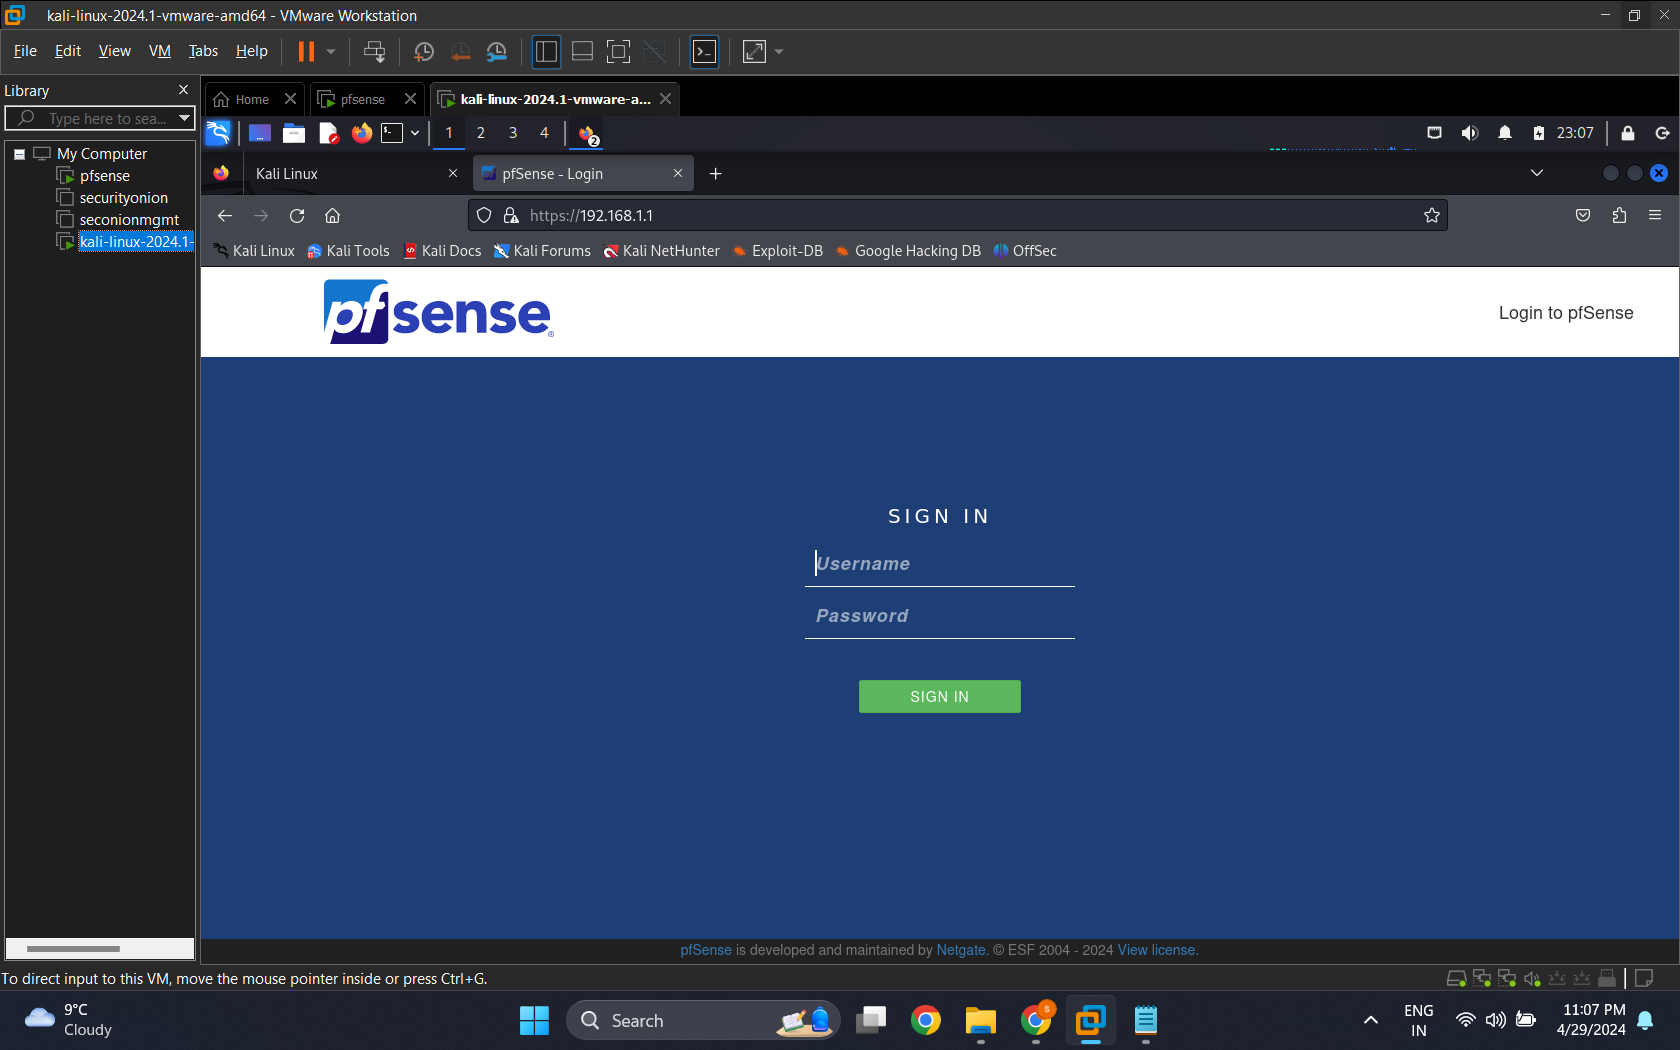 kali-linux-2024.1-vmware-amd64 - VMware Workstation
File Edit View VM Tabs Help
Library
Type here to sea...
My Computer
pfsense
securityonion
seconionmgmt
kali-linux-2024.1-
Home
pfsense
kali-linux-2024.1-vmware-a...
1 2 3 4
2
23:07
Kali Linux
pfSense - Login
https://192.168.1.1
Kali Linux Kali Tools Kali Docs Kali Forums Kali NetHunter Exploit-DB Google Hacking DB OffSec
pfsense®
Login to pfSense
SIGN IN
Username
Password
SIGN IN
pfSense is developed and maintained by Netgate. © ESF 2004 - 2024 View license.
To direct input to this VM, move the mouse pointer inside or press Ctrl+G.
9°C
Cloudy
Search
S
ENG
IN
11:07 PM
4/29/2024